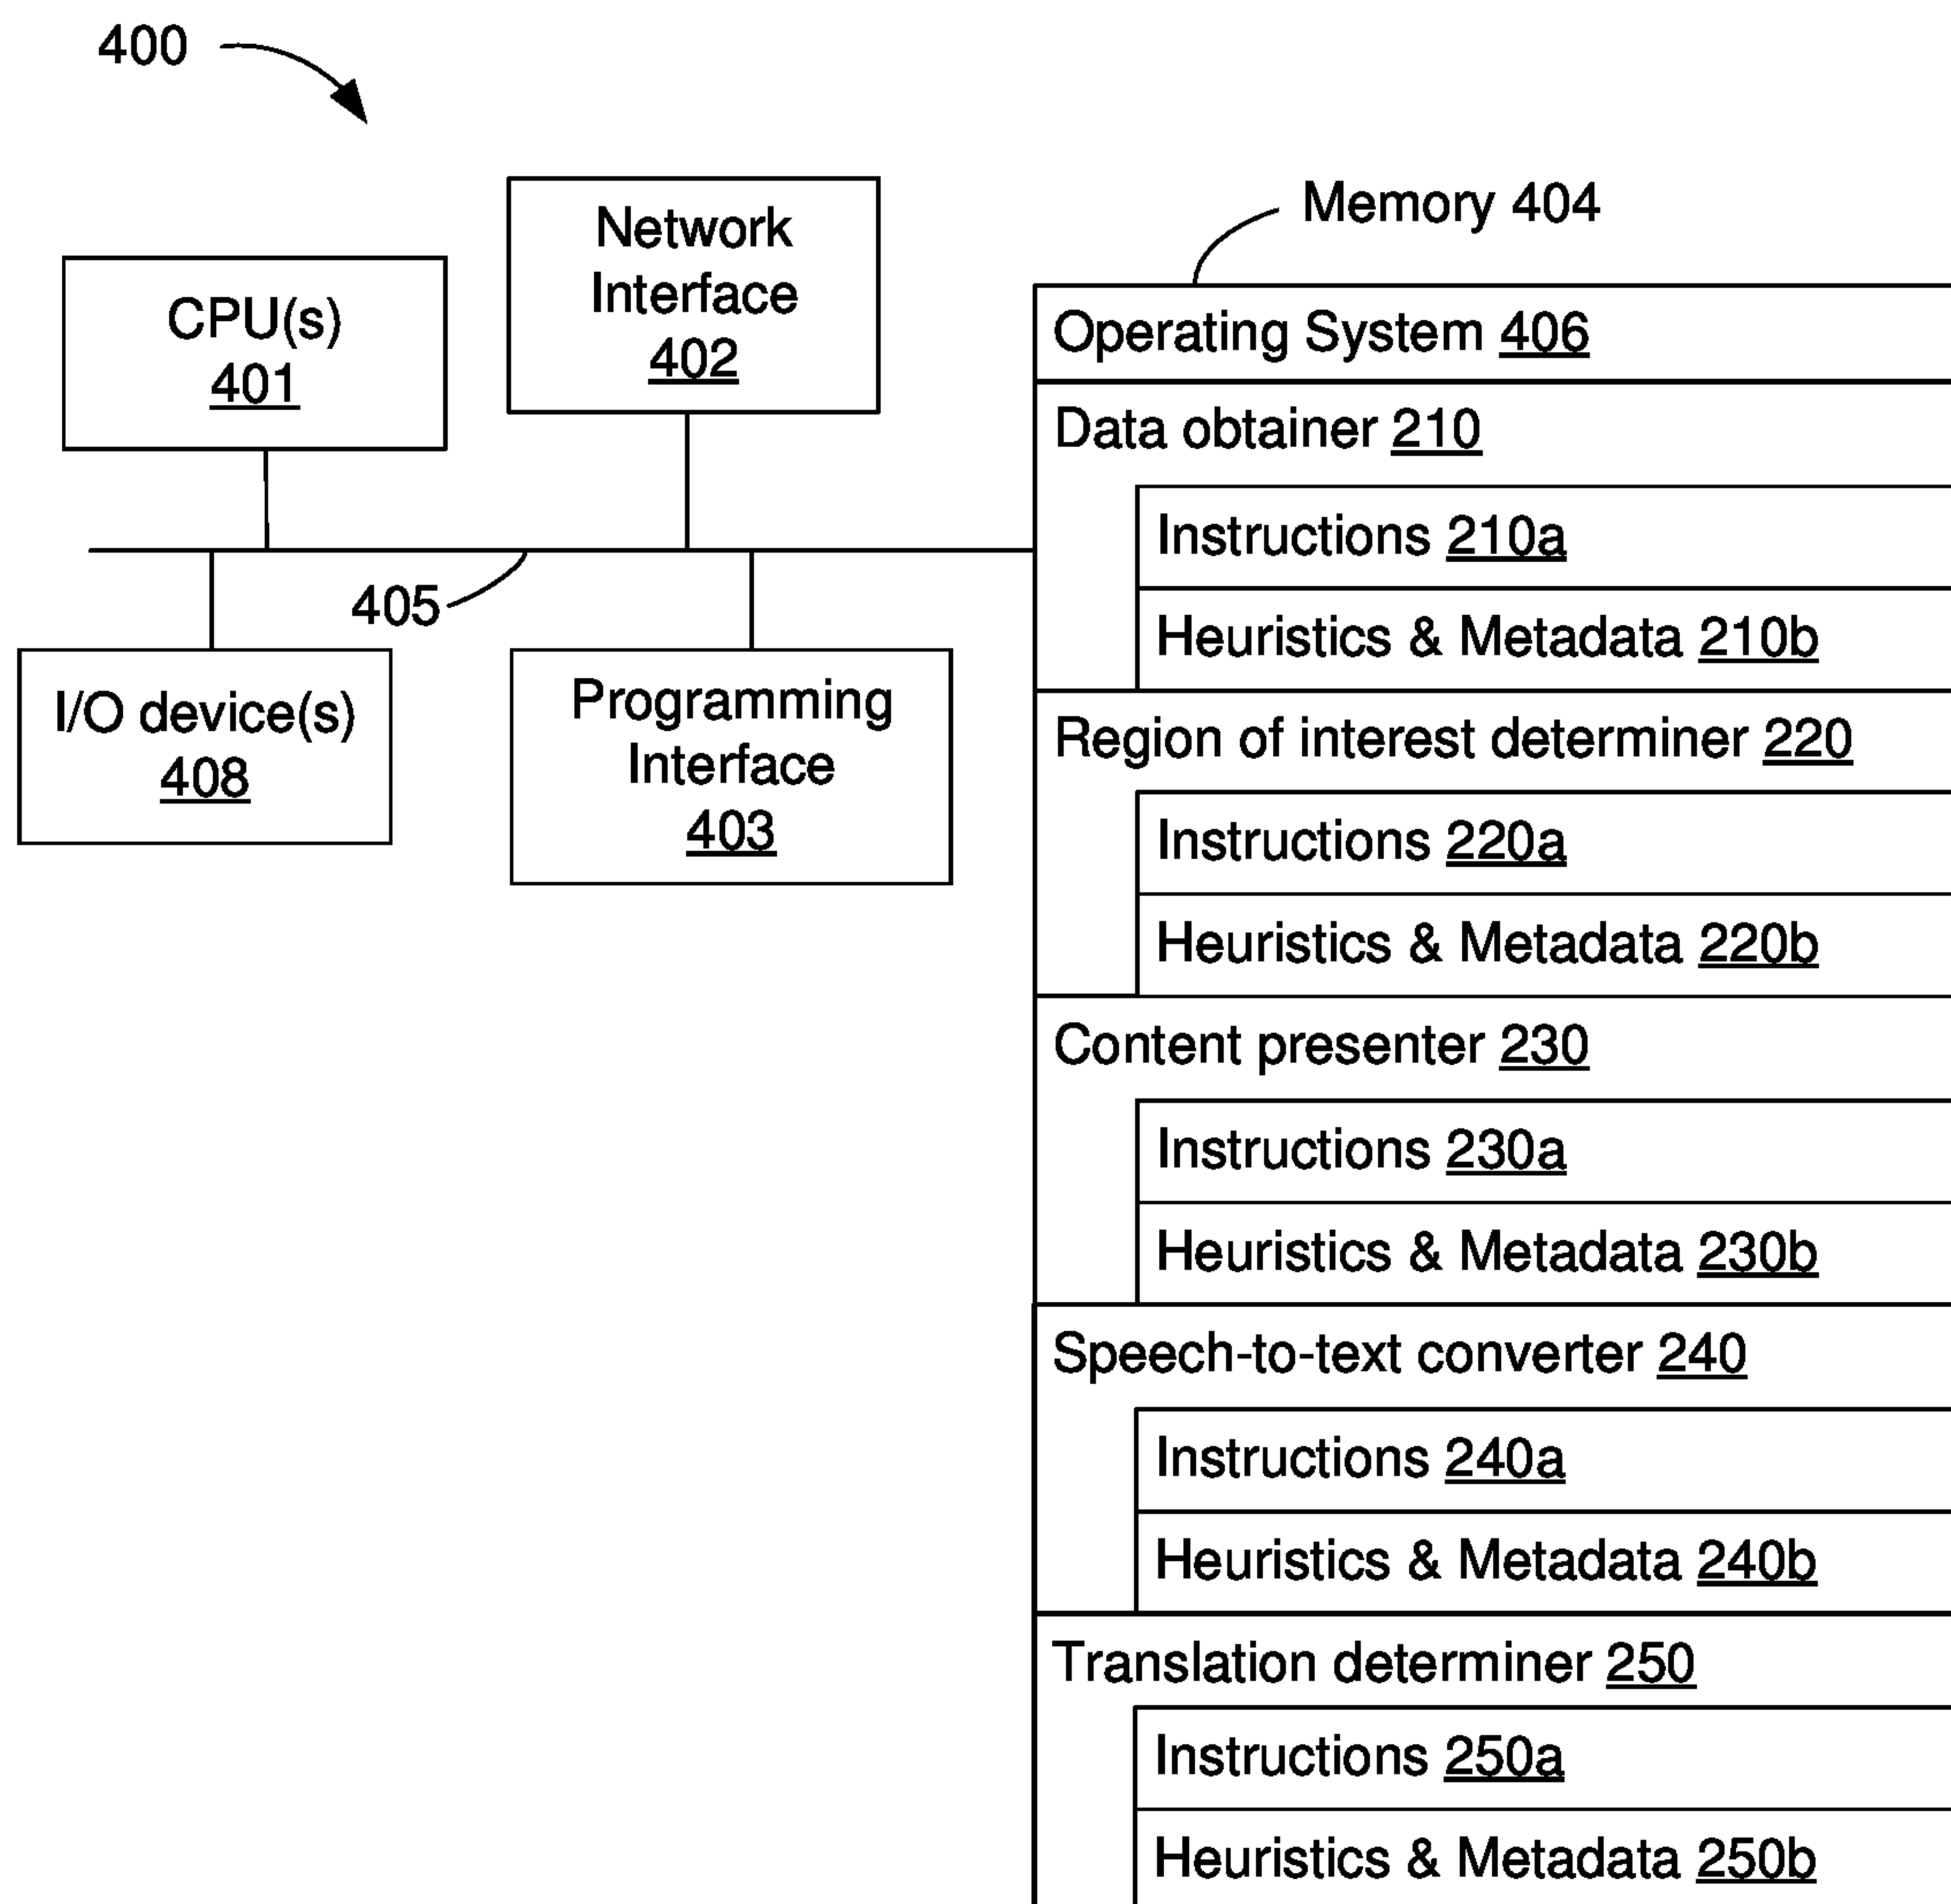 400
Network
Interface
402
Memory 404
CPU(s)
401
Operating System 406
Data obtainer 210
Instructions 210a
405
Heuristics & Metadata 210b
I/O device(s)
408
Programming
Interface
403
Region of interest determiner 220
Instructions 220a
Heuristics & Metadata 220b
Content presenter 230
Instructions 230a
Heuristics & Metadata 230b
Speech-to-text converter 240
Instructions 240a
Heuristics & Metadata 240b
Translation determiner 250
Instructions 250a
Heuristics & Metadata 250b